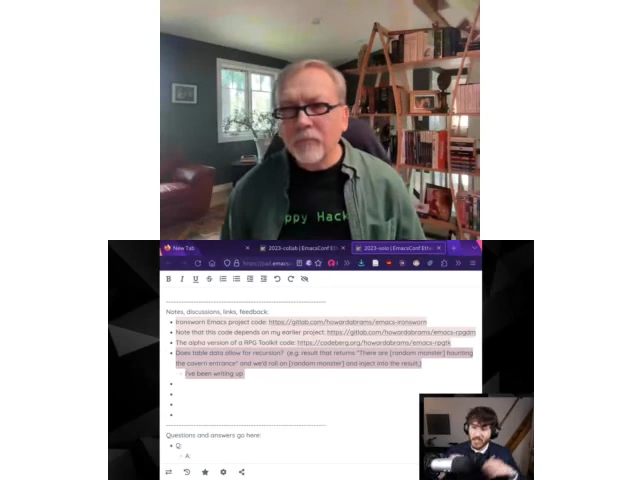 ppy Hack
New Tab
2023-collab | EmacsConf Eth
2023-solo | EmacsConf Eth
Notes, discussions, links, feedback:
Ironsworn Emacs project code: https://gitlab.com/howardabrams/emacs-ironsworn
Note that this code depends on my earlier project: https://gitlab.com/howardabrams/emacs-rpgdm
The alpha version of a RPG Toolkit code: https://codeberg.org/howardabrams/emacs-rpgtk
Does table data allow for recursion? (e.g. result that returns "There are [random monster] haunting
the cavern entrance" and we'd roll on [random monster] and inject into the result.)
I've been writing up
Questions and answers go here:
Q:
A: